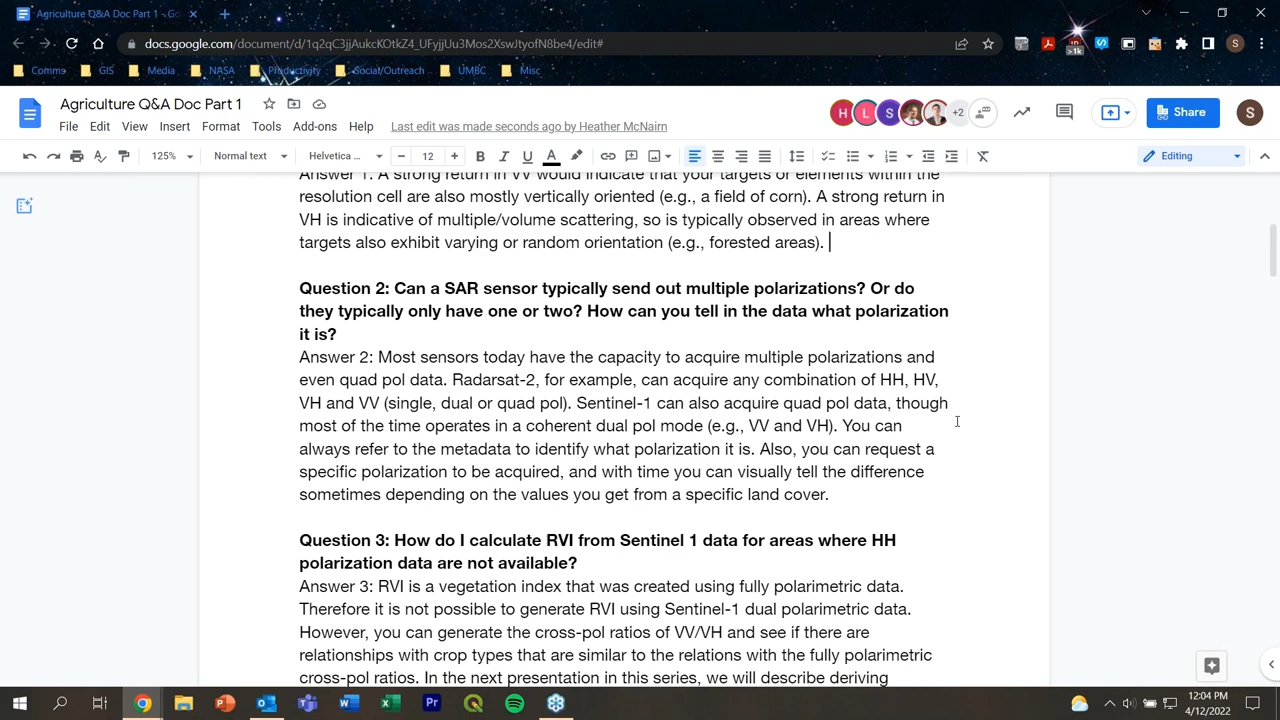 Agriculture Q&A Doc Part 1 - Go
docs.google.com/document/d/1q2qC3jjAukcKOtkZ4_UFyjjUu3Mos2XswJtyofN8be4/edit#
>1k
S
Comms GIS Media NASA Productivity Social/Outreach UMBC Misc
Agriculture Q&A Doc Part 1
H L S +2 Share S
File Edit View Insert Format Tools Add-ons Help Last edit was made seconds ago by Heather McNairn
125% Normal text Helvetica ... 12 B I U A Editing
Answer 1: A strong return in VV would indicate that your targets or elements within the
resolution cell are also mostly vertically oriented (e.g., a field of corn). A strong return in
VH is indicative of multiple/volume scattering, so is typically observed in areas where
targets also exhibit varying or random orientation (e.g., forested areas).
Question 2: Can a SAR sensor typically send out multiple polarizations? Or do
they typically only have one or two? How can you tell in the data what polarization
it is?
Answer 2: Most sensors today have the capacity to acquire multiple polarizations and
even quad pol data. Radarsat-2, for example, can acquire any combination of HH, HV,
VH and VV (single, dual or quad pol). Sentinel-1 can also acquire quad pol data, though
most of the time operates in a coherent dual pol mode (e.g., VV and VH). You can
always refer to the metadata to identify what polarization it is. Also, you can request a
specific polarization to be acquired, and with time you can visually tell the difference
sometimes depending on the values you get from a specific land cover.
Question 3: How do I calculate RVI from Sentinel 1 data for areas where HH
polarization data are not available?
Answer 3: RVI is a vegetation index that was created using fully polarimetric data.
Therefore it is not possible to generate RVI using Sentinel-1 dual polarimetric data.
However, you can generate the cross-pol ratios of VV/VH and see if there are
relationships with crop types that are similar to the relations with the fully polarimetric
cross-pol ratios. In the next presentation in this series, we will describe deriving
12:04 PM
4/12/2022